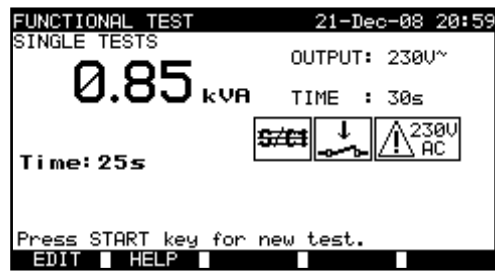 FUNCTIONAL TEST 21-Dec-08 20:59
SINGLE TESTS
OUTPUT: 230V~
0.85 kVA
TIME : 30s
230V
AC
Time: 25s
Press START key for new test.
EDIT HELP